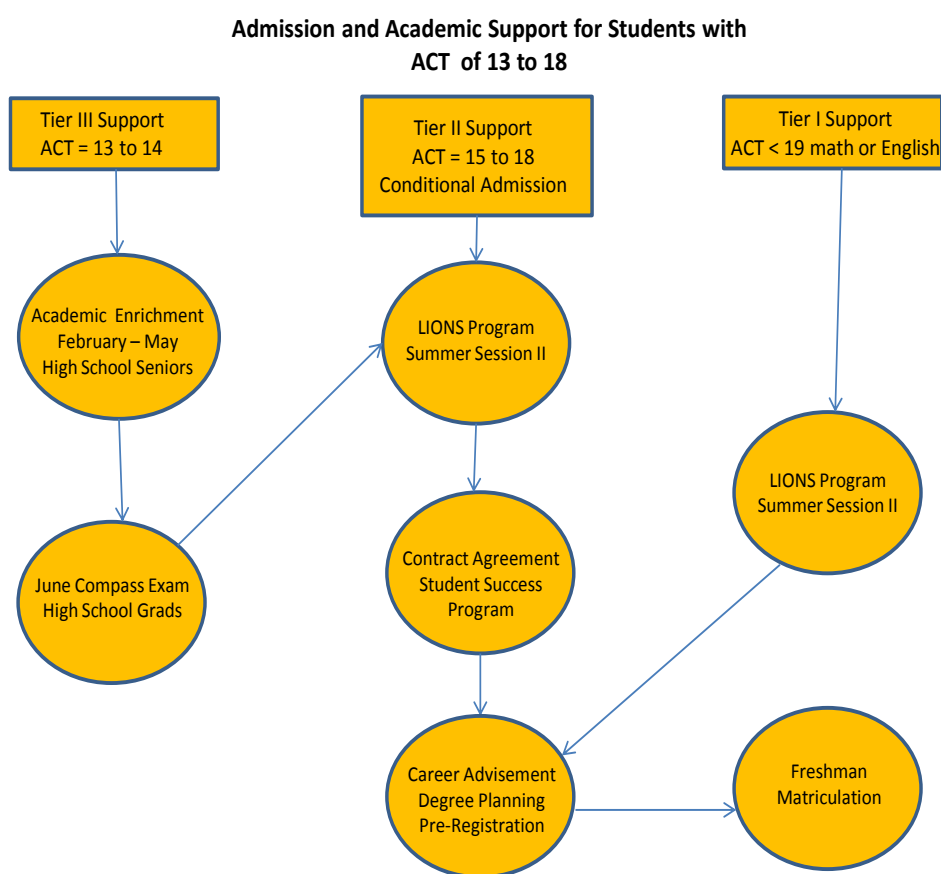 Admission and Academic Support for Students with
ACT of 13 to 18
Tier III Support
ACT = 13 to 14
Tier II Support
ACT = 15 to 18
Conditional Admission
Tier I Support
ACT < 19 math or English
Academic Enrichment
February – May
High School Seniors
LIONS Program
Summer Session II
LIONS Program
Summer Session II
June Compass Exam
High School Grads
Contract Agreement
Student Success
Program
Career Advisement
Degree Planning
Pre-Registration
Freshman
Matriculation